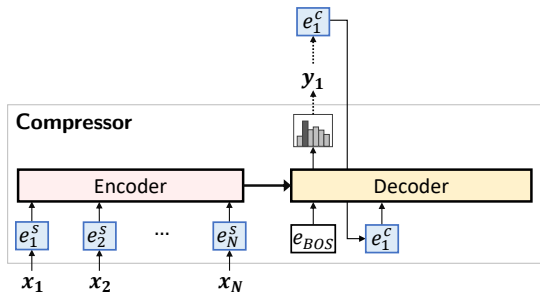 e_1^c
y_1
Compressor
Encoder Decoder
e_1^s e_2^s ... e_N^s e_BOS e_1^c
x_1 x_2 x_N